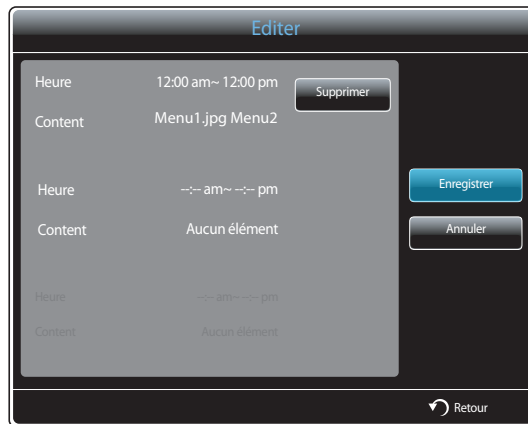 Editer
Heure 12:00 am~ 12:00 pm
Supprimer
Content Menu1.jpg Menu2
Heure --:-- am~ --:-- pm
Enregistrer
Content Aucun élément
Annuler
Heure --:-- am~ --:-- pm
Content Aucun élément
Retour